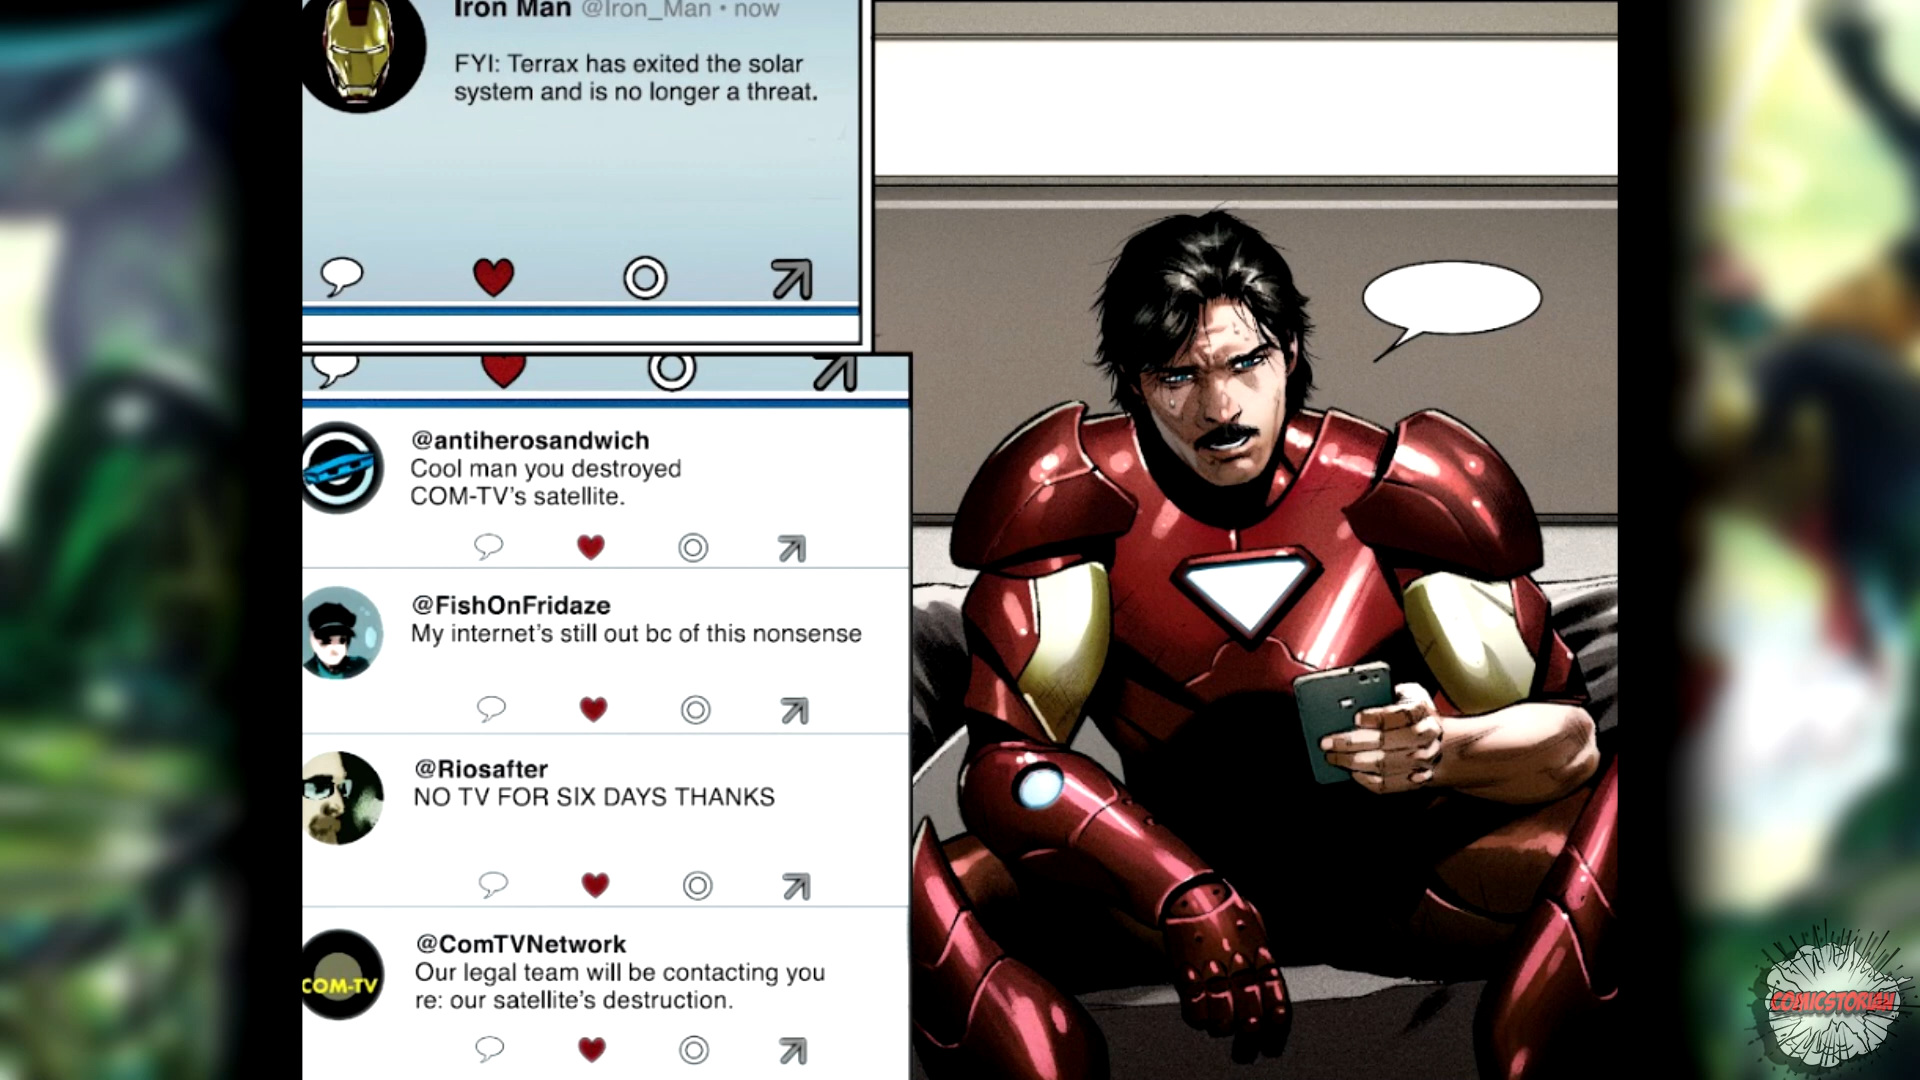 Iron Man @Iron_Man • now
FYI: Terrax has exited the solar
system and is no longer a threat.
@antiherosandwich
Cool man you destroyed
COM-TV's satellite.
@FishOnFridaze
My internet's still out bc of this nonsense
@Riosafter
NO TV FOR SIX DAYS THANKS
@ComTVNetwork
Our legal team will be contacting you
re: our satellite's destruction.
COM-TV
COMICSTORIAN